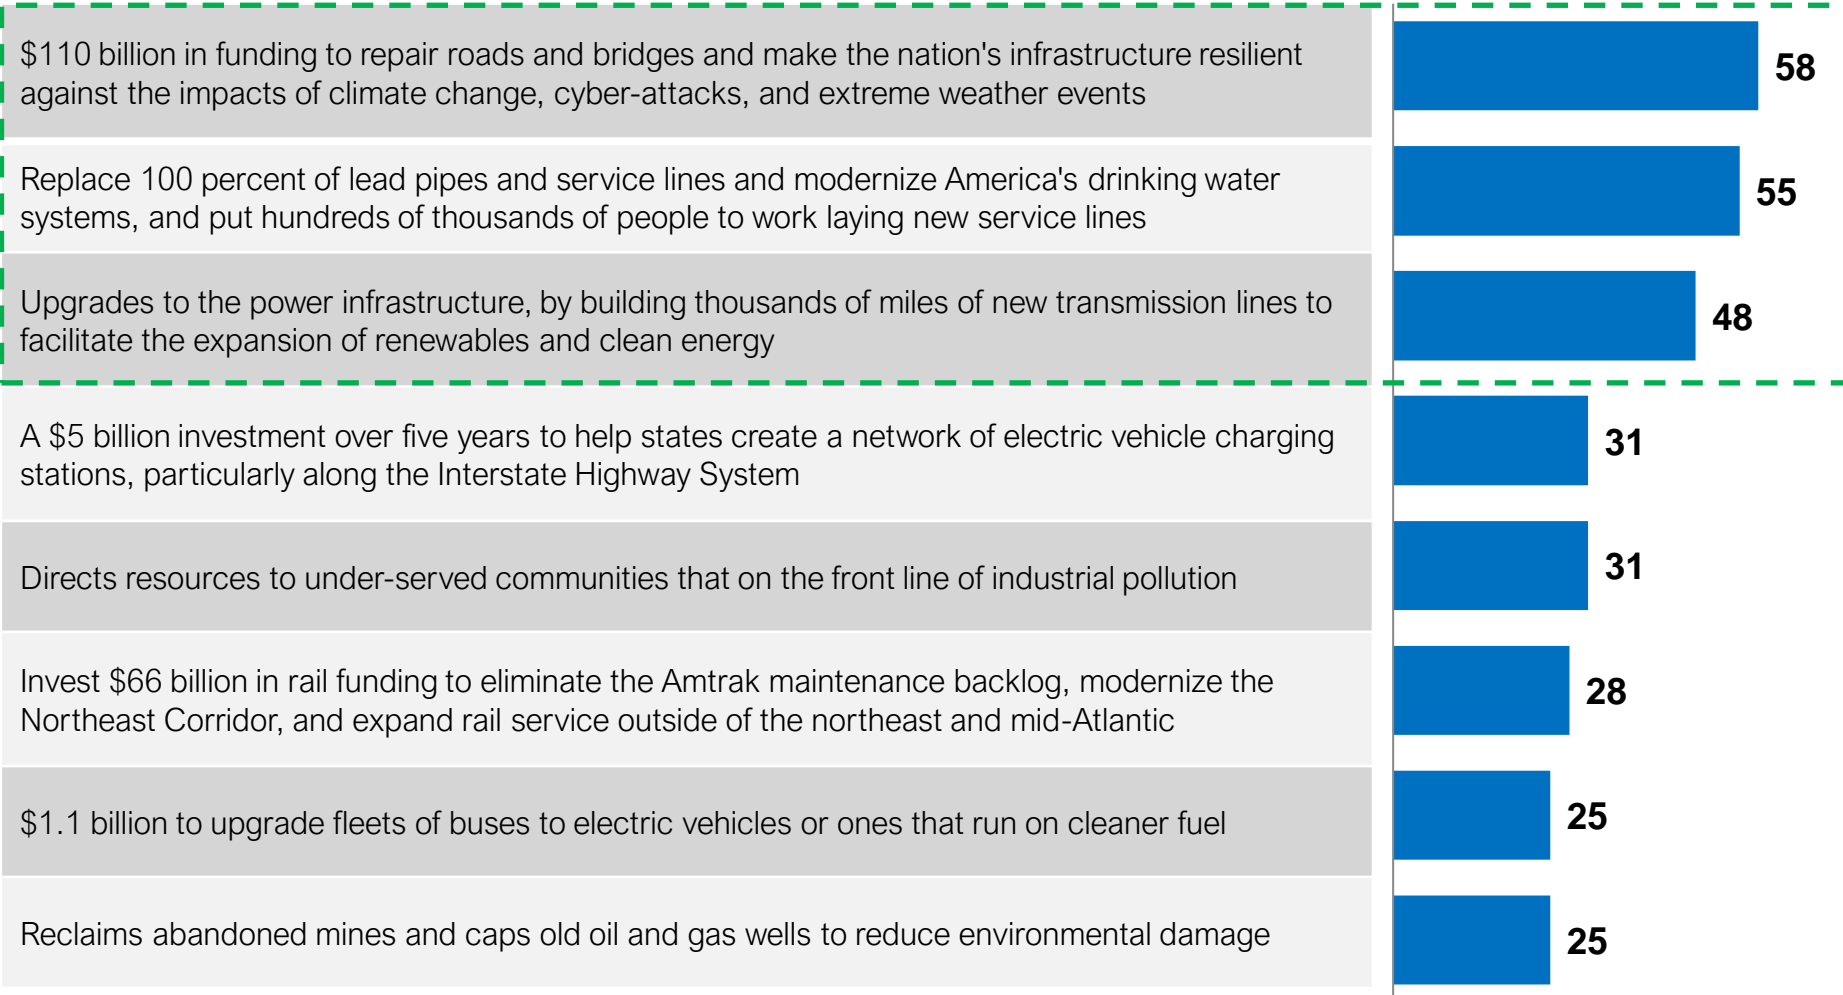 $110 billion in funding to repair roads and bridges and make the nation's infrastructure resilient
against the impacts of climate change, cyber-attacks, and extreme weather events
58
Replace 100 percent of lead pipes and service lines and modernize America's drinking water
systems, and put hundreds of thousands of people to work laying new service lines
55
Upgrades to the power infrastructure, by building thousands of miles of new transmission lines to
facilitate the expansion of renewables and clean energy
48
A $5 billion investment over five years to help states create a network of electric vehicle charging
stations, particularly along the Interstate Highway System
31
Directs resources to under-served communities that on the front line of industrial pollution
31
Invest $66 billion in rail funding to eliminate the Amtrak maintenance backlog, modernize the
Northeast Corridor, and expand rail service outside of the northeast and mid-Atlantic
28
$1.1 billion to upgrade fleets of buses to electric vehicles or ones that run on cleaner fuel
25
Reclaims abandoned mines and caps old oil and gas wells to reduce environmental damage
25